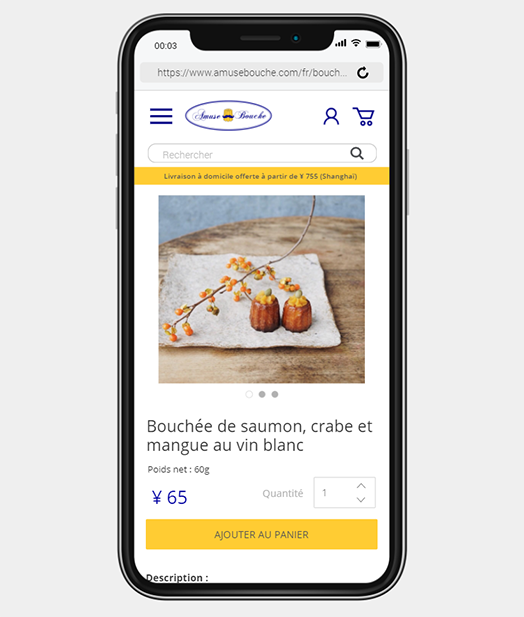 00:03
https://www.amusebouche.com/fr/bouch...
Amuse Bouche
Rechercher
Livraison à domicile offerte à partir de ¥ 755 (Shanghaï)
Bouchée de saumon, crabe et
mangue au vin blanc
Poids net : 60g
¥ 65
Quantité
1
AJOUTER AU PANIER
Description :